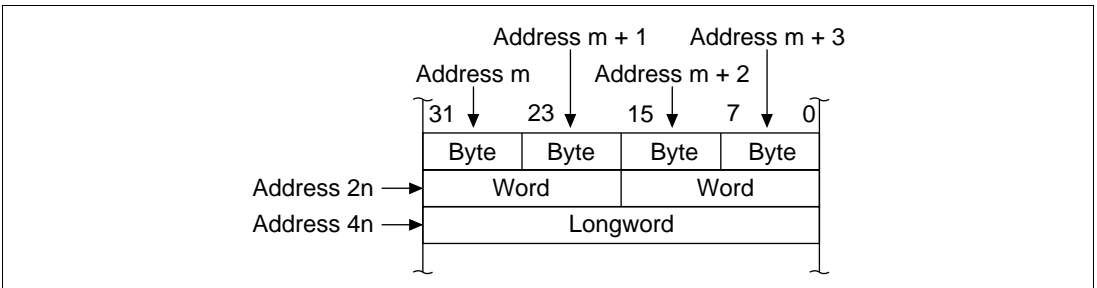 Address m + 1 Address m + 3
Address m Address m + 2
31 23 15 7 0
Byte Byte Byte Byte
Address 2n Word Word
Address 4n Longword